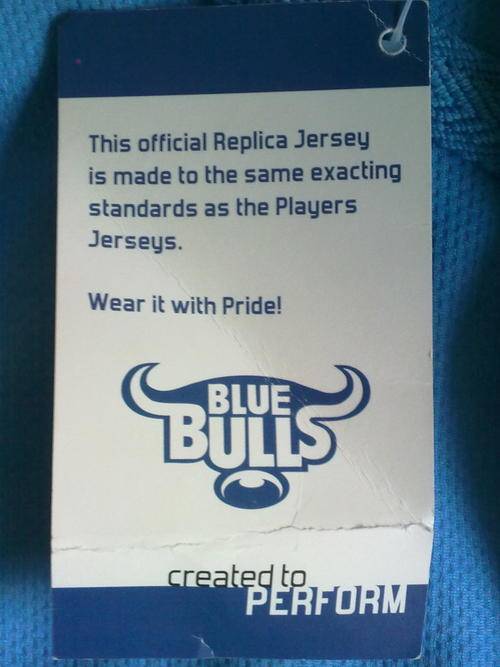 This official Replica Jersey
is made to the same exacting
standards as the Players
Jerseys.
Wear it with Pride!
BLUE
BULLS
created to
PERFORM